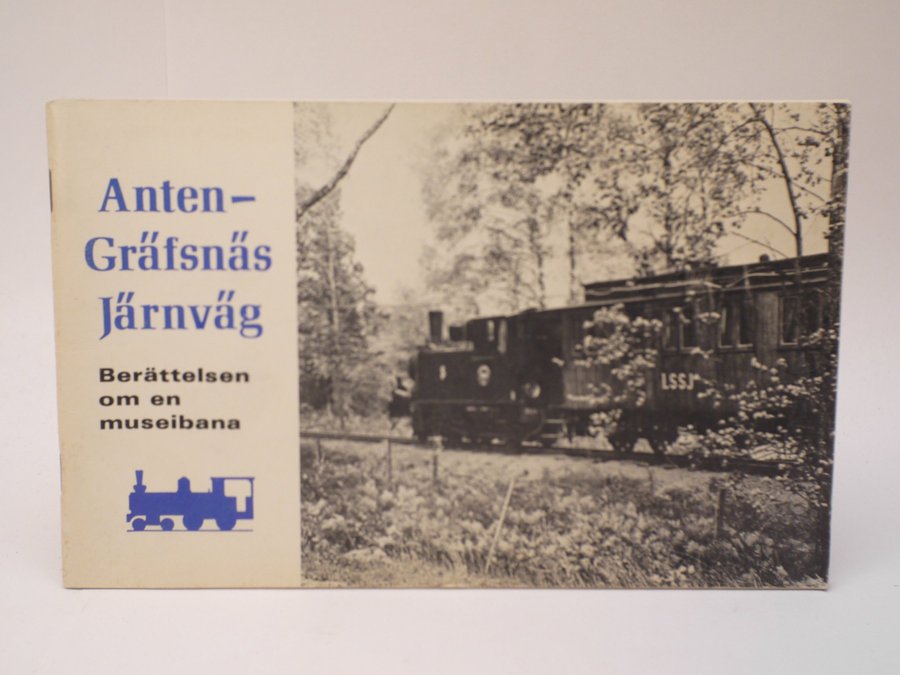 Anten-
Gräfsnäs
Järnväg
Berättelsen
om en
museibana
LSSJ